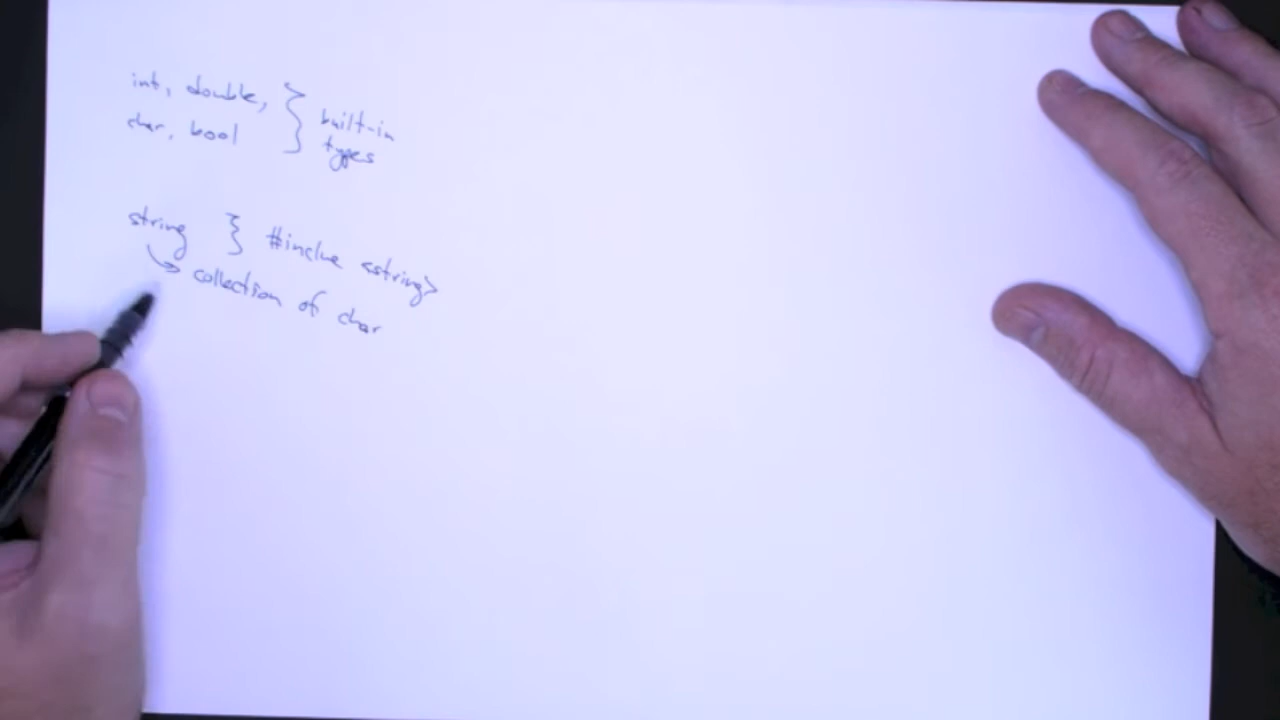 int, double,
char, bool
} built-in
types
string } #inclue <string>
↳ collection of char